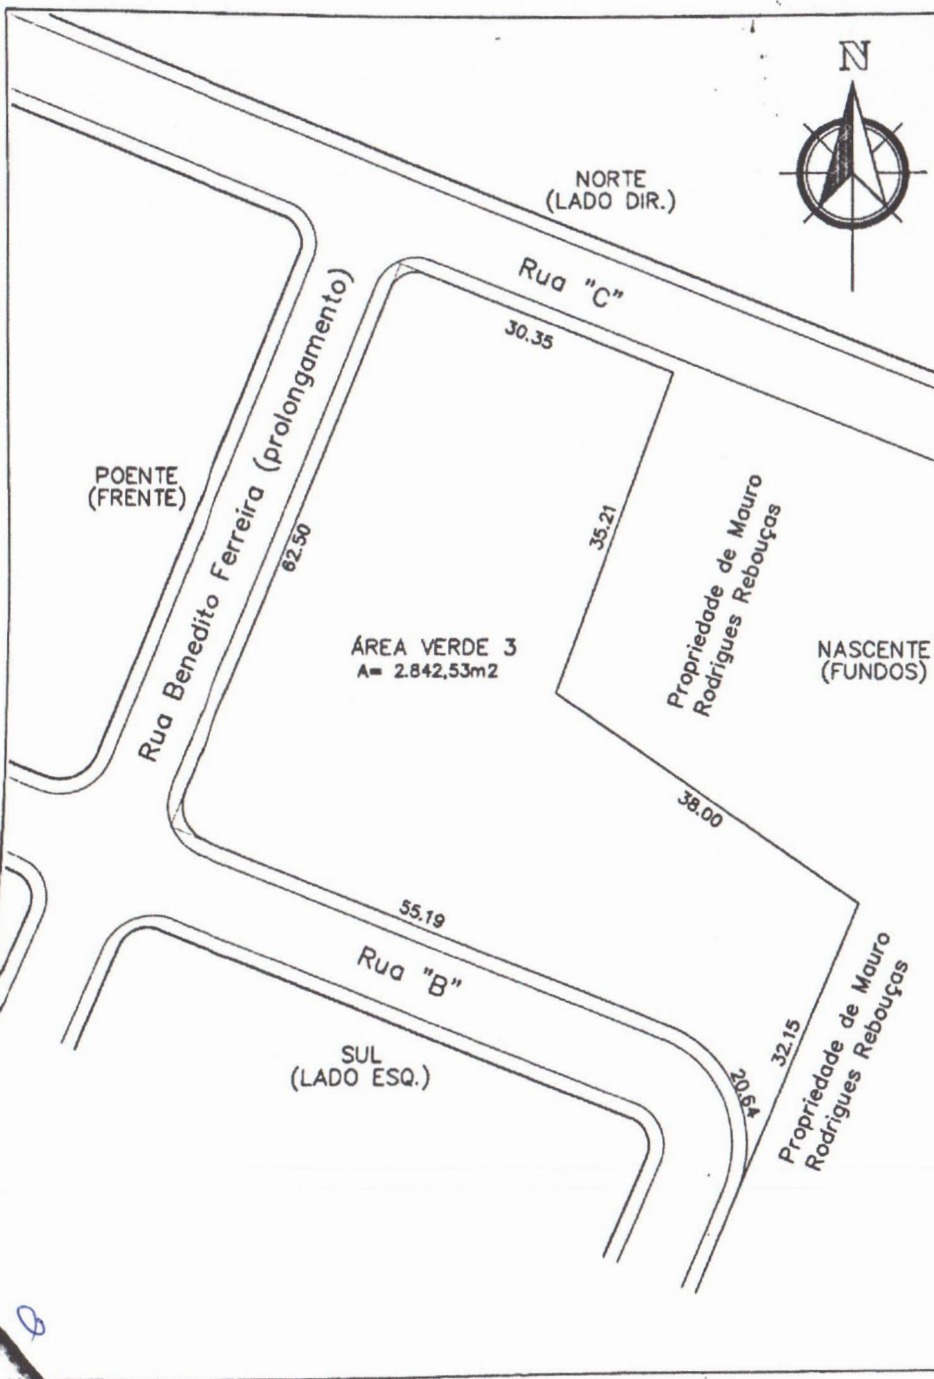 N
NORTE
(LADO DIR.)
Rua "C"
30.35
Rua Benedito Ferreira (prolongamento)
POENTE
(FRENTE)
62.50
35.21
Propriedade de Mauro
Rodrigues Rebouças
ÁREA VERDE 3
A= 2.842,53m2
NASCENTE
(FUNDOS)
38.00
55.19
Rua "B"
SUL
(LADO ESQ.)
20.64
32.15
Propriedade de Mauro
Rodrigues Rebouças